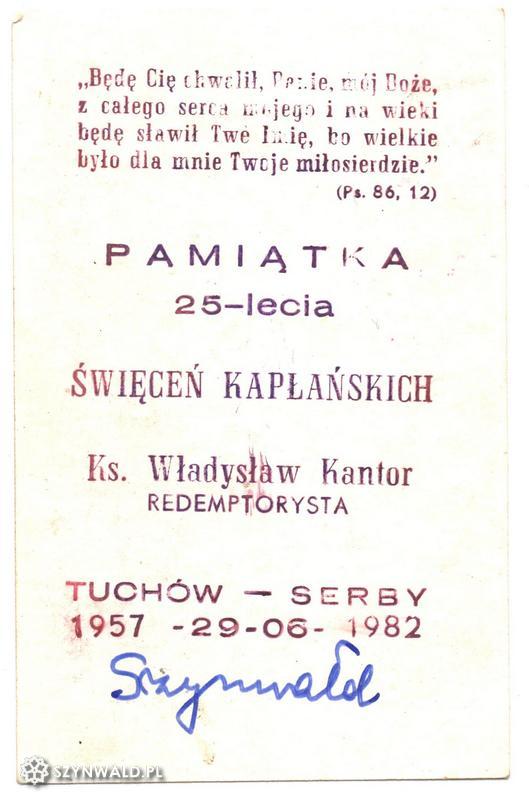 „Będę Cię chwalił, Panie, mój Boże,
z całego serca mojego i na wieki
będę sławił Twe Imię, bo wielkie
było dla mnie Twoje miłosierdzie.”
(Ps. 86, 12)
PAMIĄTKA
25-lecia
ŚWIĘCEŃ KAPŁAŃSKICH
Ks. Władysław Kantor
REDEMPTORYSTA
TUCHÓW — SERBY
1957 -29-06- 1982
Szynwałd
SZYNWALD.PL